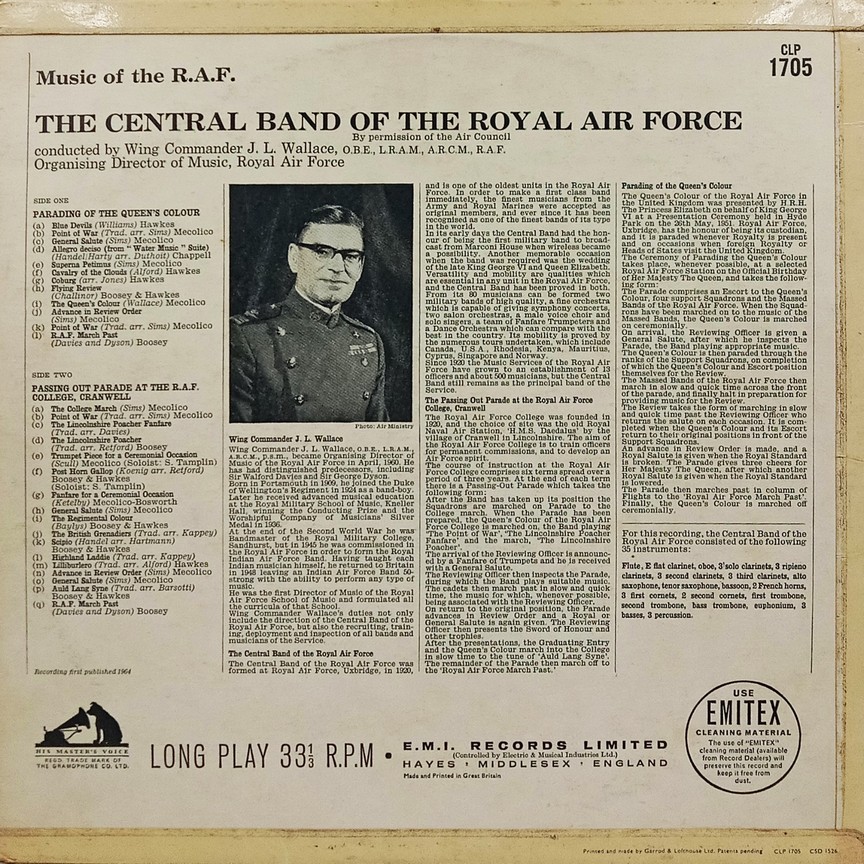 CLP
1705
Music of the R.A.F.
THE CENTRAL BAND OF THE ROYAL AIR FORCE
By permission of the Air Council
conducted by Wing Commander J. L. Wallace, O.B.E., L.R.A.M., A.R.C.M., R.A.F.
Organising Director of Music, Royal Air Force
SIDE ONE
PARADING OF THE QUEEN'S COLOUR
(a) Blue Devils (Williams) Hawkes
(b) Point of War (Trad. arr. Sims) Mecolico
(c) General Salute (Sims) Mecolico
(d) Allegro deciso (from "Water Music" Suite)
(Handel/Harty arr. Duthoit) Chappell
(e) Superna Petimus (Sims) Mecolico
(f) Cavalry of the Clouds (Alford) Hawkes
(g) Coburg (arr. Jones) Hawkes
(h) Flying Review
(Challinor) Boosey & Hawkes
(i) The Queen's Colour (Wallace) Mecolico
(j) Advance in Review Order
(Sims) Mecolico
(k) Point of War (Trad. arr. Sims) Mecolico
(l) R.A.F. March Past
(Davies and Dyson) Boosey
SIDE TWO
PASSING OUT PARADE AT THE R.A.F.
COLLEGE, CRANWELL
(a) The College March (Sims) Mecolico
(b) Point of War (Trad. arr. Sims) Mecolico
(c) The Lincolnshire Poacher Fanfare
(Trad. arr. Davies)
(d) The Lincolnshire Poacher
(Trad. arr. Retford) Boosey
(e) Trumpet Piece for a Ceremonial Occasion
(Scull) Mecolico (Soloist: S. Tamplin)
(f) Post Horn Gallop (Koenig arr. Retford)
Boosey & Hawkes
(Soloist: S. Tamplin)
(g) Fanfare for a Ceremonial Occasion
(Ketelby) Mecolico-Bosworth
(h) General Salute (Sims) Mecolico
(i) The Regimental Colour
(Baylys) Boosey & Hawkes
(j) The British Grenadiers (Trad. arr. Kappey)
(k) Scipio (Handel arr. Hartmann)
Boosey & Hawkes
(l) Highland Laddie (Trad. arr. Kappey)
(m) Lilliburlero (Trad. arr. Alford) Hawkes
(n) Advance in Review Order (Sims) Mecolico
(o) General Salute (Sims) Mecolico
(p) Auld Lang Syne (Trad. arr. Barsotti)
Boosey & Hawkes
(q) R.A.F. March Past
(Davies and Dyson) Boosey
Recording first published 1964
Photo: Air Ministry
Wing Commander J. L. Wallace
Wing Commander J. L. Wallace, O.B.E., L.R.A.M.,
A.R.C.M., p.s.m., became Organising Director of
Music of the Royal Air Force in April, 1960. He
has had distinguished predecessors, including
Sir Walford Davies and Sir George Dyson.
Born in Portsmouth in 1909, he joined the Duke
of Wellington's Regiment in 1924 as a band-boy.
Later he received advanced musical education
at the Royal Military School of Music, Kneller
Hall, winning the Conducting Prize and the
Worshipful Company of Musicians' Silver
Medal in 1936.
At the end of the Second World War he was
Bandmaster of the Royal Military College,
Sandhurst, but in 1945 he was commissioned in
the Royal Air Force in order to form the Royal
Indian Air Force Band. Having taught each
Indian musician himself, he returned to Britain
in 1948 leaving an Indian Air Force Band 50-
strong with the ability to perform any type of
music.
He was the first Director of Music of the Royal
Air Force School of Music and formulated all
the curricula of that School.
Wing Commander Wallace's duties not only
include the direction of the Central Band of the
Royal Air Force, but also the recruiting, train-
ing, deployment and inspection of all bands and
musicians of the Service.
The Central Band of the Royal Air Force
The Central Band of the Royal Air Force was
formed at Royal Air Force, Uxbridge, in 1920,
and is one of the oldest units in the Royal Air
Force. In order to make a first class band
immediately, the finest musicians from the
Army and Royal Marines were accepted as
original members, and ever since it has been
recognised as one of the finest bands of its type
in the world.
In its early days the Central Band had the hon-
our of being the first military band to broad-
cast from Marconi House when wireless became
a possibility. Another memorable occasion
when the band was required was the wedding
of the late King George VI and Queen Elizabeth.
Versatility and mobility are qualities which
are essential in any unit in the Royal Air Force,
and the Central Band has proved in both.
From its 80 musicians can be formed two
military bands of high quality, a fine orchestra
which is capable of giving symphony concerts,
two salon orchestras, a male voice choir and
solo singers, a team of Fanfare Trumpeters and
a Dance Orchestra which can compare with the
best in the country. Its mobility is proved by
the numerous tours undertaken, which include
Canada, U.S.A., Rhodesia, Kenya, Mauritius,
Cyprus, Singapore and Norway.
Since 1920 the Music Services of the Royal Air
Force have grown to an establishment of 13
officers and about 500 musicians, but the Central
Band still remains as the principal band of the
Service.
The Passing Out Parade at the Royal Air Force
College, Cranwell
The Royal Air Force College was founded in
1920, and the choice of site was the old Royal
Naval Air Station, 'H.M.S. Daedalus' by the
village of Cranwell in Lincolnshire. The aim of
the Royal Air Force College is to train officers
for permanent commissions, and to develop an
Air Force spirit.
The course of instruction at the Royal Air
Force College comprises six terms spread over a
period of three years. At the end of each term
there is a Passing-Out Parade which takes the
following form:
After the Band has taken up its position the
Squadrons are marched on Parade to the
College march. When the Parade has been
prepared, the Queen's Colour of the Royal Air
Force College is marched on, the Band playing
'The Point of War', 'The Lincolnshire Poacher
Fanfare' and the march, 'The Lincolnshire
Poacher'.
The arrival of the Reviewing Officer is announc-
ed by a Fanfare of Trumpets and he is received
with a General Salute.
The Reviewing Officer then inspects the Parade,
during which the Band plays suitable music.
The cadets then march past in slow and quick
time, the music for which, whenever possible,
being associated with the Reviewing Officer.
On return to the original position, the Parade
advances in Review Order and a Royal or
General Salute is again given. The Reviewing
Officer then presents the Sword of Honour and
other trophies.
After the presentations, the Graduating Entry
and the Queen's Colour march into the College
in slow time to the tune of 'Auld Lang Syne'.
The remainder of the Parade then march off to
the 'Royal Air Force March Past.'
Parading of the Queen's Colour
The Queen's Colour of the Royal Air Force in
the United Kingdom was presented by H.R.H.
The Princess Elizabeth on behalf of King George
VI at a Presentation Ceremony held in Hyde
Park on the 26th May, 1951. Royal Air Force,
Uxbridge, has the honour of being its custodian,
and it is paraded whenever Royalty is present
and on occasions when foreign Royalty or
Heads of States visit the United Kingdom.
The Ceremony of Parading the Queen's Colour
takes place, whenever possible, at a selected
Royal Air Force Station on the Official Birthday
of Her Majesty The Queen, and takes the follow-
ing form:
The Parade comprises an Escort to the Queen's
Colour, four support Squadrons and the Massed
Bands of the Royal Air Force. When the Squad-
rons have been marched on to the music of the
Massed Bands, the Queen's Colour is marched
on ceremonially.
On arrival, the Reviewing Officer is given a
General Salute, after which he inspects the
Parade, the Band playing appropriate music.
The Queen's Colour is then paraded through the
ranks of the Support Squadrons, on completion
of which the Queen's Colour and Escort position
themselves for the Review.
The Massed Bands of the Royal Air Force then
march in slow and quick time across the front
of the parade, and finally halt in preparation for
providing music for the Review.
The Review takes the form of marching in slow
and quick time past the Reviewing Officer who
returns the salute on each occasion. It is com-
pleted when the Queen's Colour and its Escort
return to their original positions in front of the
Support Squadrons.
An advance in Review Order is made, and a
Royal Salute is given when the Royal Standard
is broken. The Parade gives three cheers for
Her Majesty The Queen, after which another
Royal Salute is given when the Royal Standard
is lowered.
The Parade then marches past in column of
Flights to the 'Royal Air Force March Past'.
Finally, the Queen's Colour is marched off
ceremonially.
For this recording, the Central Band of the
Royal Air Force consisted of the following
35 instruments:
Flute, E flat clarinet, oboe, 3 solo clarinets, 3 ripieno
clarinets, 3 second clarinets, 3 third clarinets, alto
saxophone, tenor saxophone, bassoon, 2 French horns,
3 first cornets, 2 second cornets, first trombone,
second trombone, bass trombone, euphonium, 3
basses, 3 percussion.
HIS MASTER'S VOICE
REGD. TRADE MARK OF
THE GRAMOPHONE CO. LTD.
LONG PLAY 33⅓ R.P.M •
E.M.I. RECORDS LIMITED
(Controlled by Electric & Musical Industries Ltd.)
HAYES • MIDDLESEX • ENGLAND
Made and Printed in Great Britain
USE
EMITEX
CLEANING MATERIAL
The use of "EMITEX"
cleaning material (available
from Record Dealers) will
preserve this record and
keep it free from
dust.
Printed and made by Garrod & Lofthouse Ltd. Patents pending CLP 1705 CSD 1526